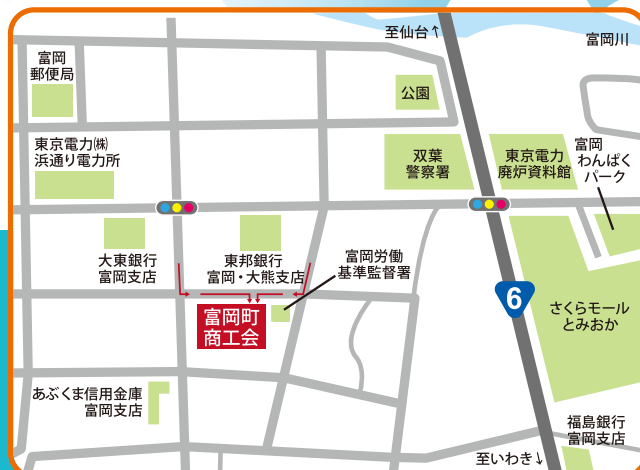 至仙台↑
富岡川
富岡
郵便局
公園
東京電力㈱
浜通り電力所
双葉
警察署
東京電力
廃炉資料館
富岡
わんぱく
パーク
大東銀行
富岡支店
東邦銀行
富岡・大熊支店
富岡労働
基準監督署
6
さくらモール
とみおか
富岡町
商工会
あぶくま信用金庫
富岡支店
福島銀行
富岡支店
至いわき↓